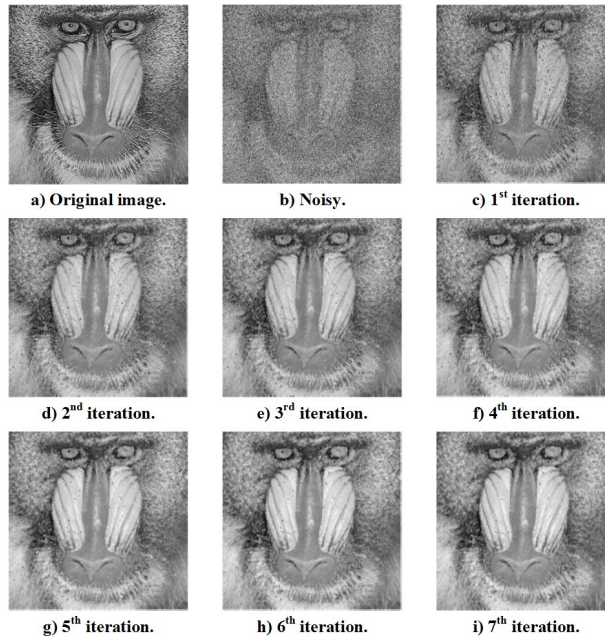 a) Original image.
b) Noisy.
c) 1st iteration.
d) 2nd iteration.
e) 3rd iteration.
f) 4th iteration.
g) 5th iteration.
h) 6th iteration.
i) 7th iteration.